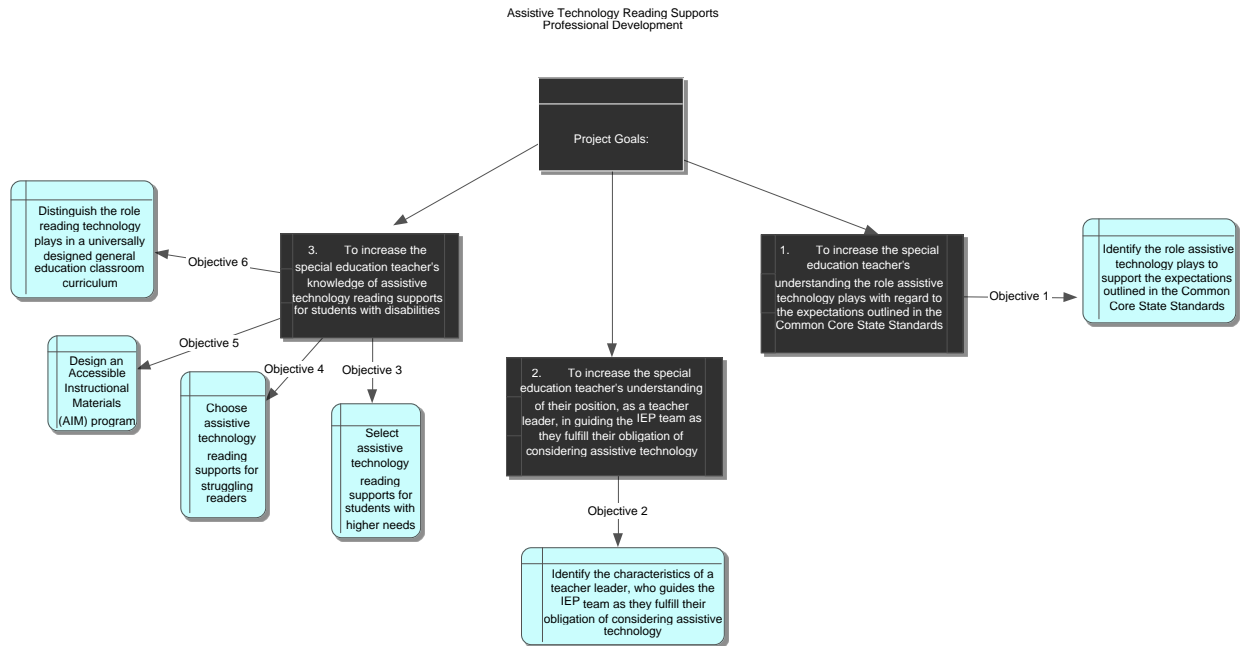 Assistive Technology Reading Supports
Professional Development
Project Goals:
3. To increase the
special education teacher's
knowledge of assistive
technology reading supports
for students with disabilities
Objective 6
Distinguish the role
reading technology
plays in a universally
designed general
education classroom
curriculum
Objective 5
Design an
Accessible
Instructional
Materials
(AIM) program
Objective 4
Choose
assistive
technology
reading
supports for
struggling
readers
Objective 3
Select
assistive
technology
reading
supports for
students with
higher needs
2. To increase the special
education teacher's understanding
of their position, as a teacher
leader, in guiding the IEP team as
they fulfill their obligation of
considering assistive technology
Objective 2
Identify the characteristics of a
teacher leader, who guides the
IEP team as they fulfill their
obligation of considering assistive
technology
1. To increase the special
education teacher's
understanding the role assistive
technology plays with regard to
the expectations outlined in the
Common Core State Standards
Objective 1
Identify the role assistive
technology plays to
support the expectations
outlined in the Common
Core State Standards